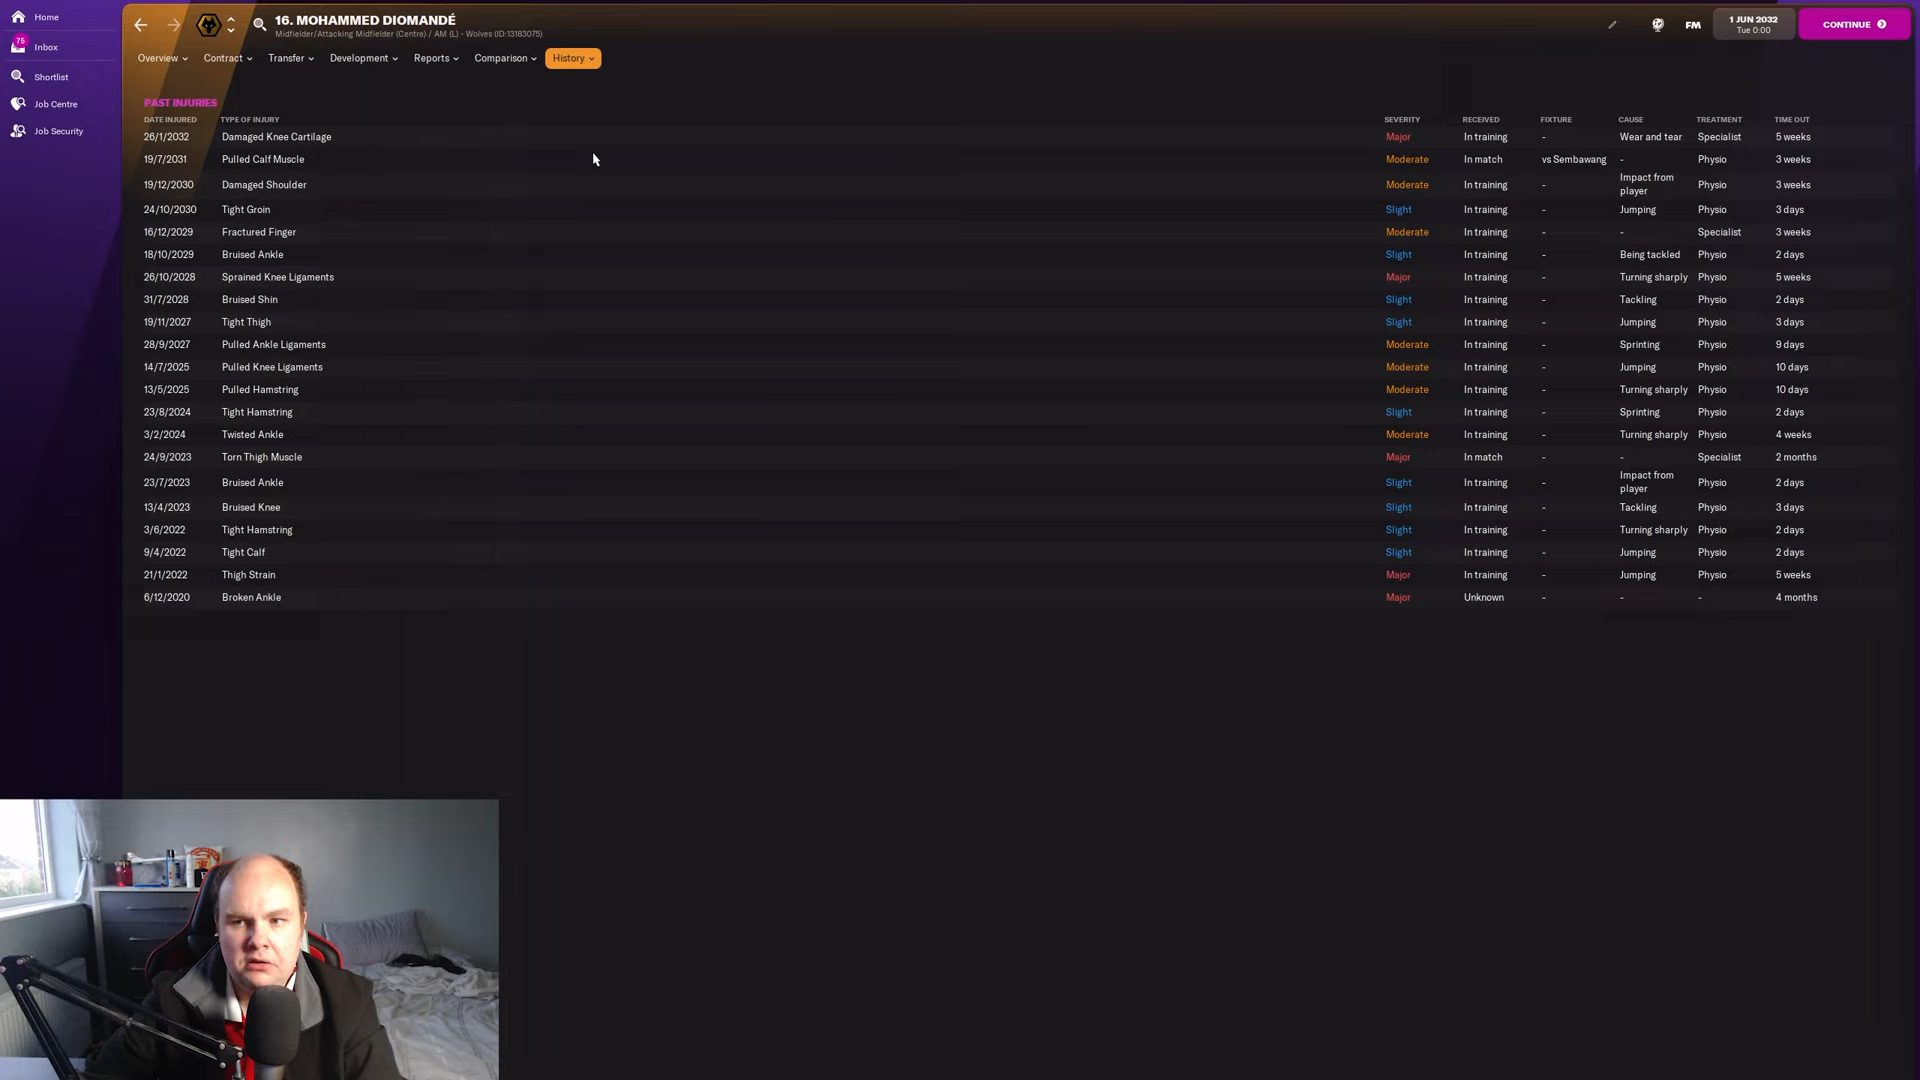 Home
75
Inbox
Shortlist
Job Centre
Job Security
16. MOHAMMED DIOMANDÉ
Midfielder/Attacking Midfielder (Centre) / AM (L) - Wolves (ID:13183075)
FM
1 JUN 2032
Tue 0:00
CONTINUE
Overview Contract Transfer Development Reports Comparison History
PAST INJURIES
DATE INJURED TYPE OF INJURY SEVERITY RECEIVED FIXTURE CAUSE TREATMENT TIME OUT
26/1/2032 Damaged Knee Cartilage Major In training - Wear and tear Specialist 5 weeks
19/7/2031 Pulled Calf Muscle Moderate In match vs Sembawang - Physio 3 weeks
19/12/2030 Damaged Shoulder Moderate In training - Impact from player Physio 3 weeks
24/10/2030 Tight Groin Slight In training - Jumping Physio 3 days
16/12/2029 Fractured Finger Moderate In training - - Specialist 3 weeks
18/10/2029 Bruised Ankle Slight In training - Being tackled Physio 2 days
26/10/2028 Sprained Knee Ligaments Major In training - Turning sharply Physio 5 weeks
31/7/2028 Bruised Shin Slight In training - Tackling Physio 2 days
19/11/2027 Tight Thigh Slight In training - Jumping Physio 3 days
28/9/2027 Pulled Ankle Ligaments Moderate In training - Sprinting Physio 9 days
14/7/2025 Pulled Knee Ligaments Moderate In training - Jumping Physio 10 days
13/5/2025 Pulled Hamstring Moderate In training - Turning sharply Physio 10 days
23/8/2024 Tight Hamstring Slight In training - Sprinting Physio 2 days
3/2/2024 Twisted Ankle Moderate In training - Turning sharply Physio 4 weeks
24/9/2023 Torn Thigh Muscle Major In match - - Specialist 2 months
23/7/2023 Bruised Ankle Slight In training - Impact from player Physio 2 days
13/4/2023 Bruised Knee Slight In training - Tackling Physio 3 days
3/6/2022 Tight Hamstring Slight In training - Turning sharply Physio 2 days
9/4/2022 Tight Calf Slight In training - Jumping Physio 2 days
21/1/2022 Thigh Strain Major In training - Jumping Physio 5 weeks
6/12/2020 Broken Ankle Major Unknown - - - 4 months